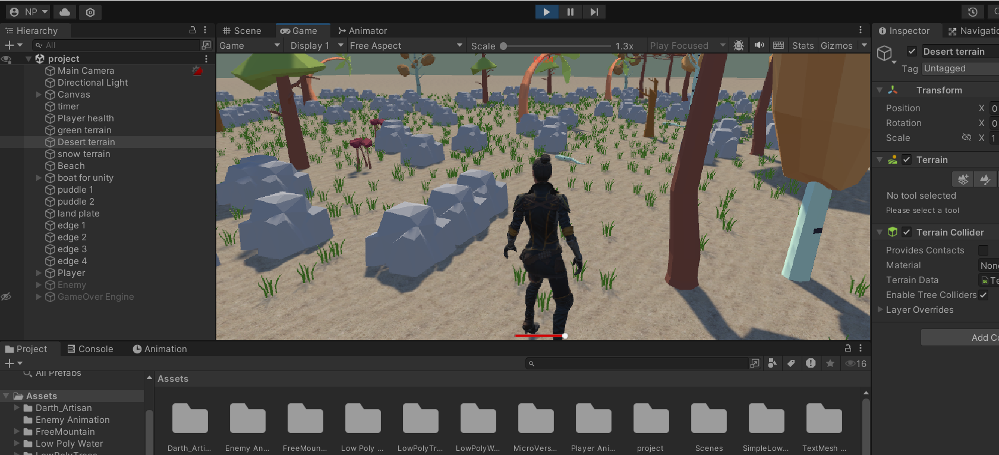 NP
Hierarchy
All
project
Main Camera
Directional Light
Canvas
timer
Player health
green terrain
Desert terrain
snow terrain
Beach
boat for unity
puddle 1
puddle 2
land plate
edge 1
edge 2
edge 3
edge 4
Player
Enemy
GameOver Engine
Scene Game Animator
Game Display 1 Free Aspect Scale 1.3x Play Focused Stats Gizmos
Inspector Navigatio
Desert terrain
Tag Untagged
Transform
Position X 0
Rotation X 0
Scale X 1
Terrain
No tool selected
Please select a tool
Terrain Collider
Provides Contacts
Material None
Terrain Data Te
Enable Tree Colliders
Layer Overrides
Add Co
Project Console Animation
16
All Prefabs
Assets
Darth_Artisan
Enemy Animation
FreeMountain
Low Poly Water
LowPolyTrees
Assets
Darth_Arti... Enemy An... FreeMoun... Low Poly ... LowPolyTr... LowPolyW... MicroVers... Player Ani... project Scenes SimpleLow... TextMesh ...